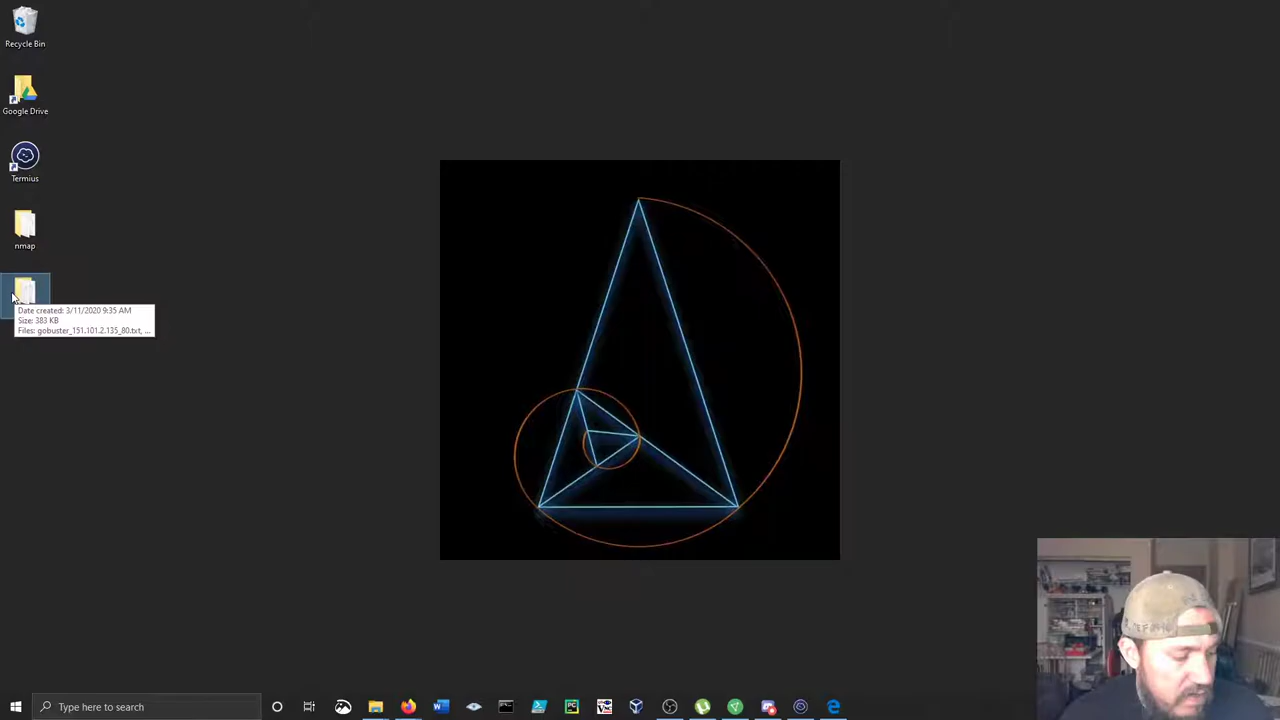 Recycle Bin
Google Drive
Termius
nmap
Date created: 3/11/2020 9:35 AM
Size: 383 KB
Files: gobuster_151.101.2.135_80.txt, ...
Type here to search